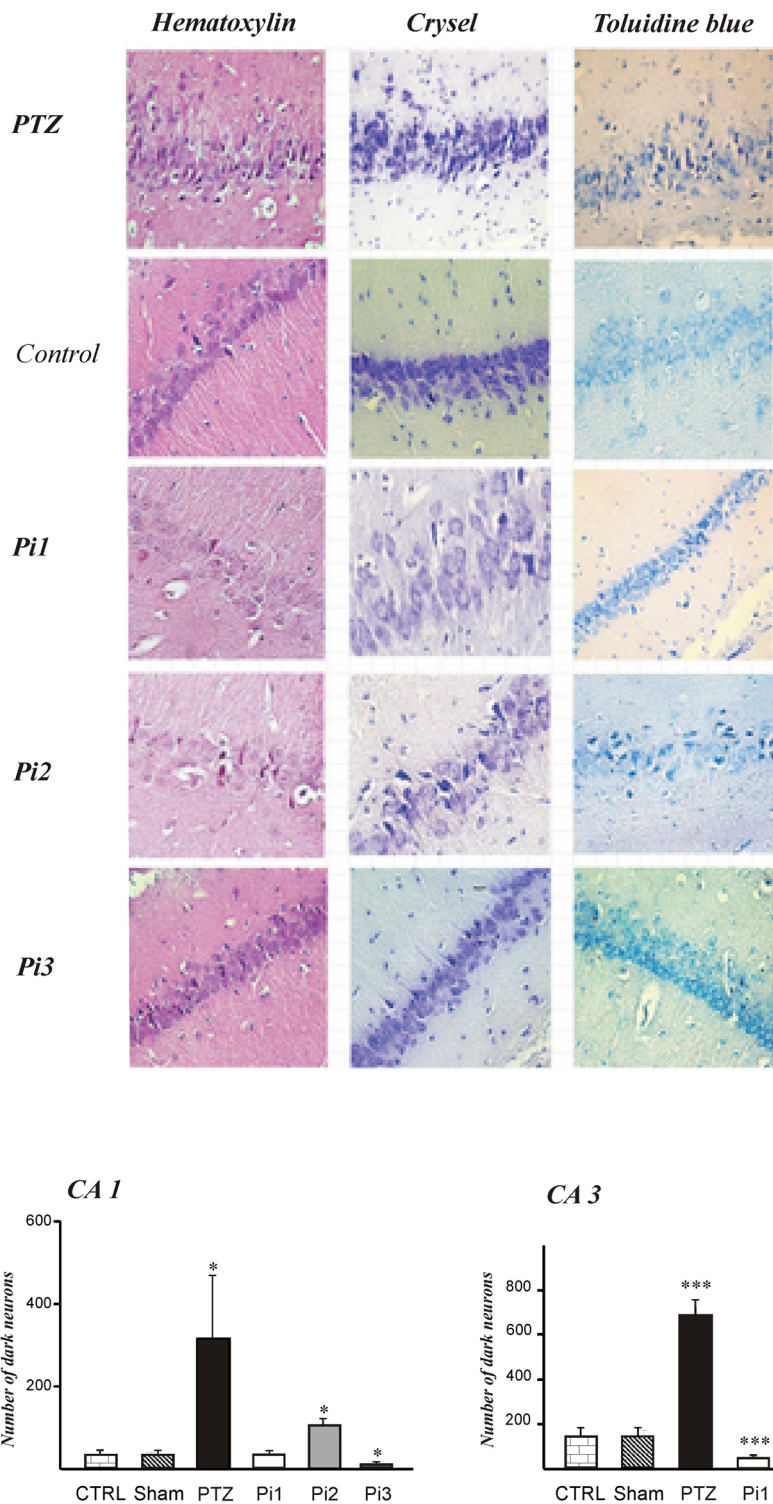 Hematoxylin Crysel Toluidine blue
PTZ
Control
Pi1
Pi2
Pi3
CA 1
CA 3
Number of dark neurons
600
400
200
*
*
*
CTRL Sham PTZ Pi1 Pi2 Pi3
Number of dark neurons
800
600
400
200
***
***
CTRL Sham PTZ Pi1